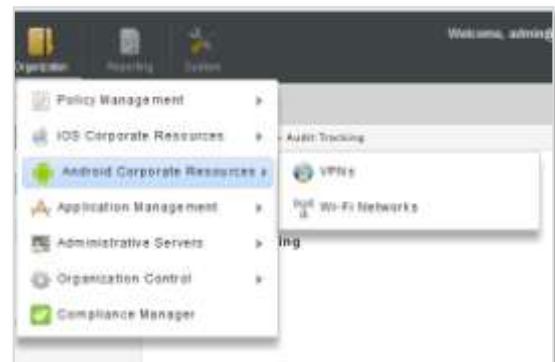 Welcome, admin@
Organization
Reporting
System
Policy Management
iOS Corporate Resources
Audit Tracking
Android Corporate Resources
VPNs
Application Management
Wi-Fi Networks
Administrative Servers
ing
Organization Control
Compliance Manager